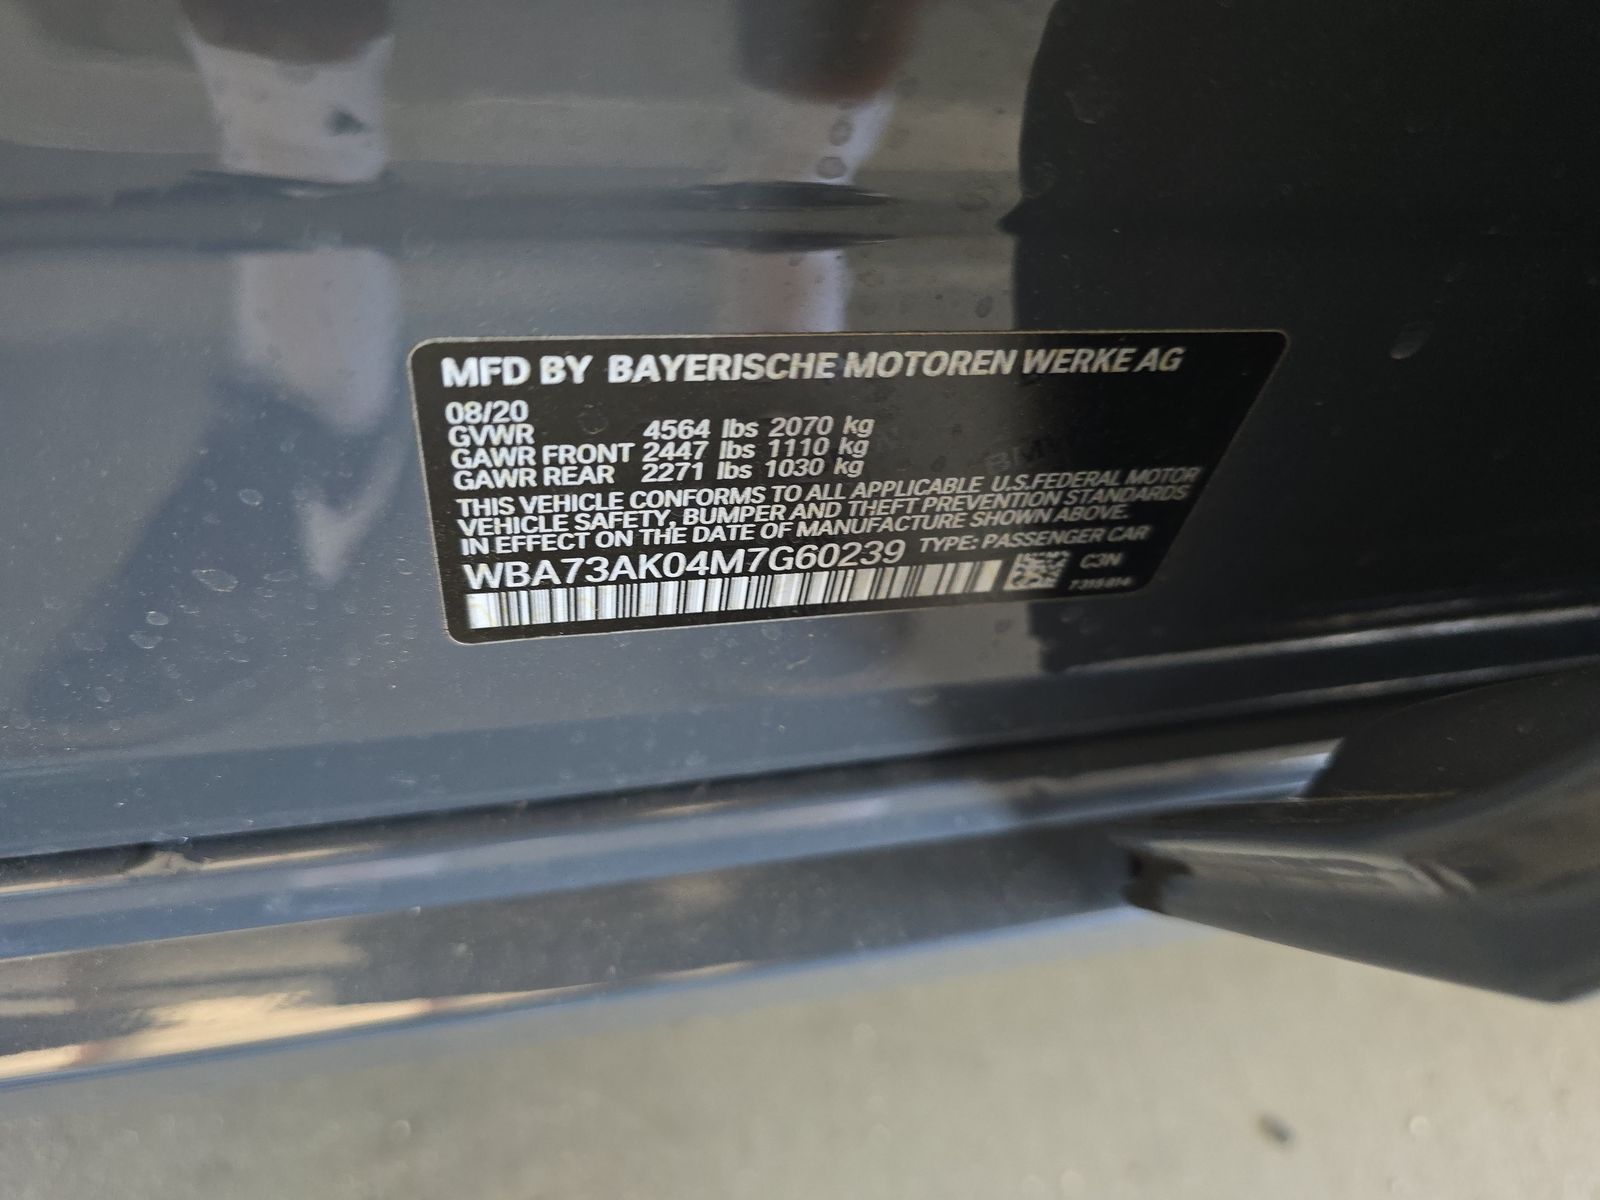 MFD BY BAYERISCHE MOTOREN WERKE AG
08/20
GVWR 4564 lbs 2070 kg
GAWR FRONT 2447 lbs 1110 kg
GAWR REAR 2271 lbs 1030 kg
THIS VEHICLE CONFORMS TO ALL APPLICABLE U.S.FEDERAL MOTOR
VEHICLE SAFETY, BUMPER AND THEFT PREVENTION STANDARDS
IN EFFECT ON THE DATE OF MANUFACTURE SHOWN ABOVE.
WBA73AK04M7G60239 TYPE: PASSENGER CAR
C3N